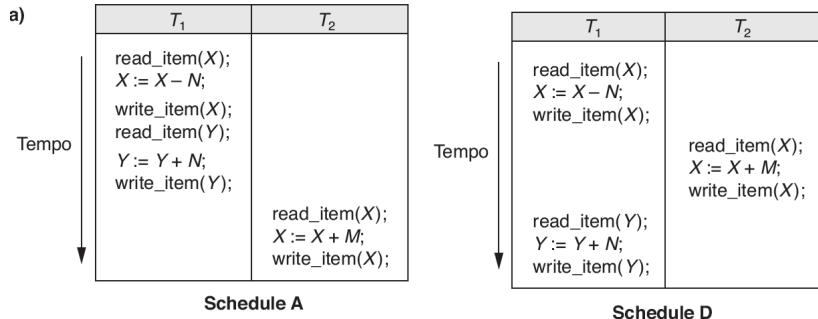 a)
T1
T2
read_item(X);
X := X – N;
write_item(X);
read_item(Y);
Y := Y + N;
write_item(Y);
Tempo
read_item(X);
X := X + M;
write_item(X);
Schedule A
T1
T2
read_item(X);
X := X – N;
write_item(X);
Tempo
read_item(X);
X := X + M;
write_item(X);
read_item(Y);
Y := Y + N;
write_item(Y);
Schedule D